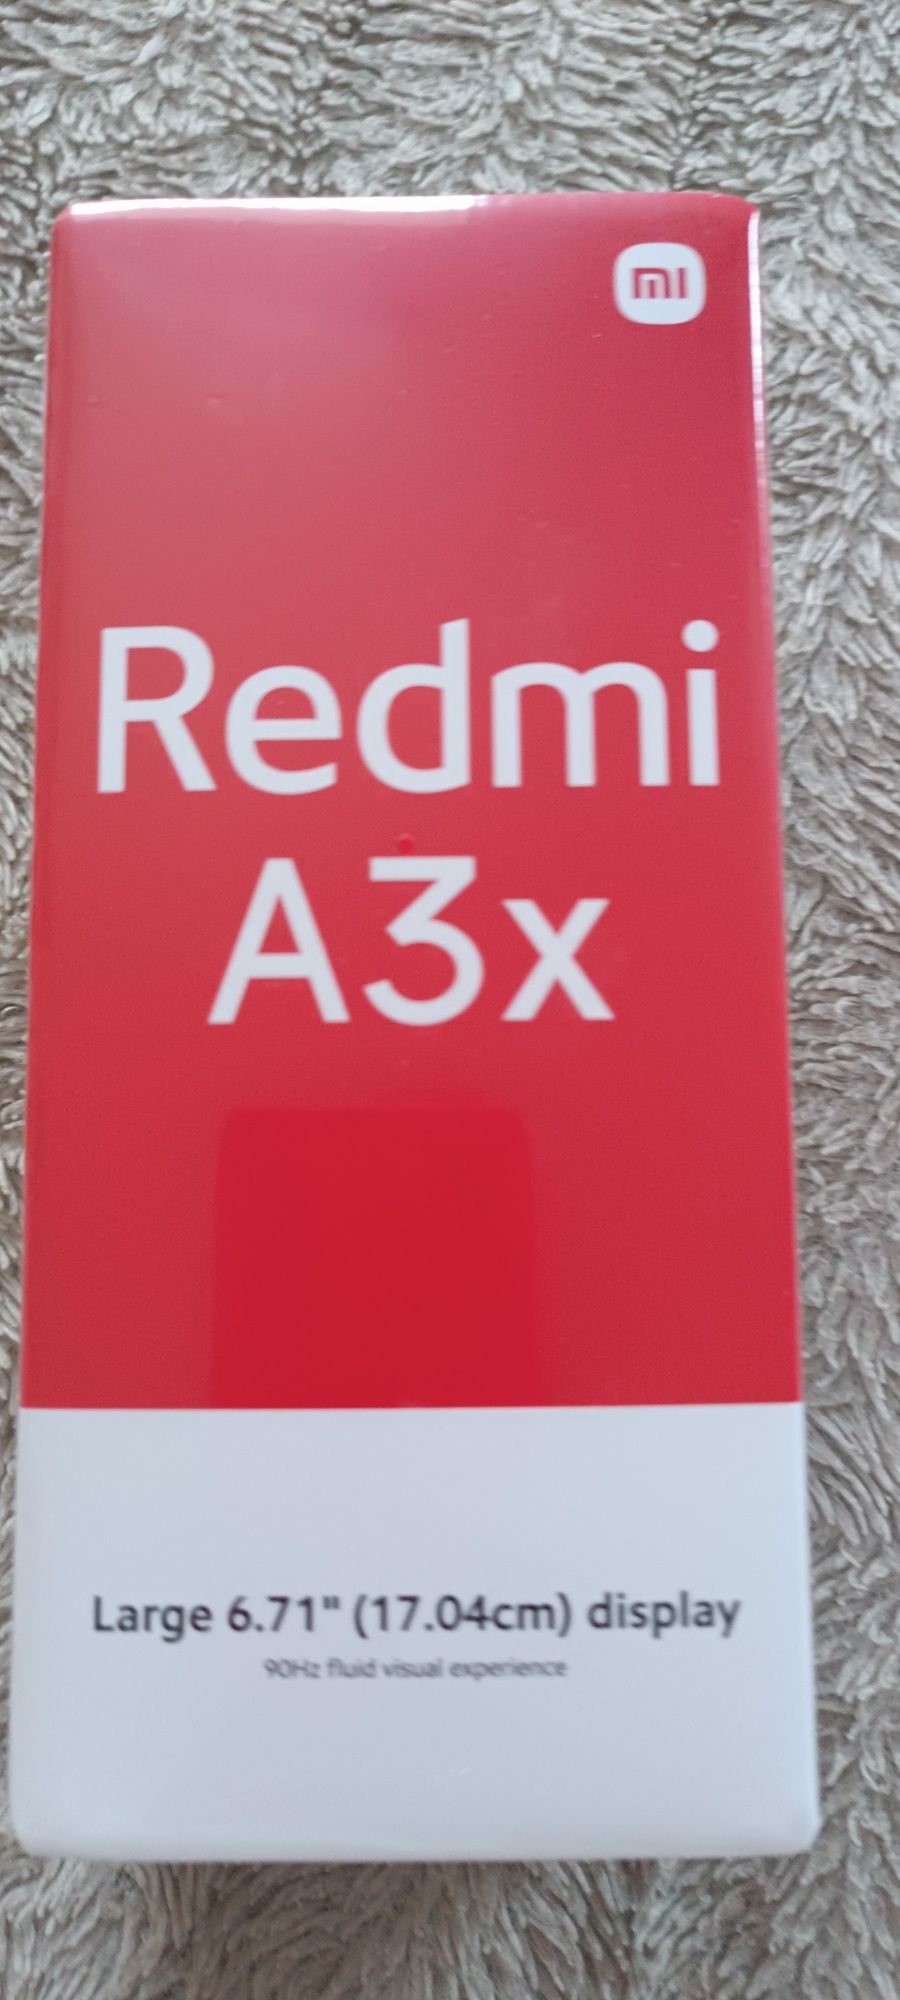 mi
Redmi
A3x
Large 6.71" (17.04cm) display
90Hz fluid visual experience